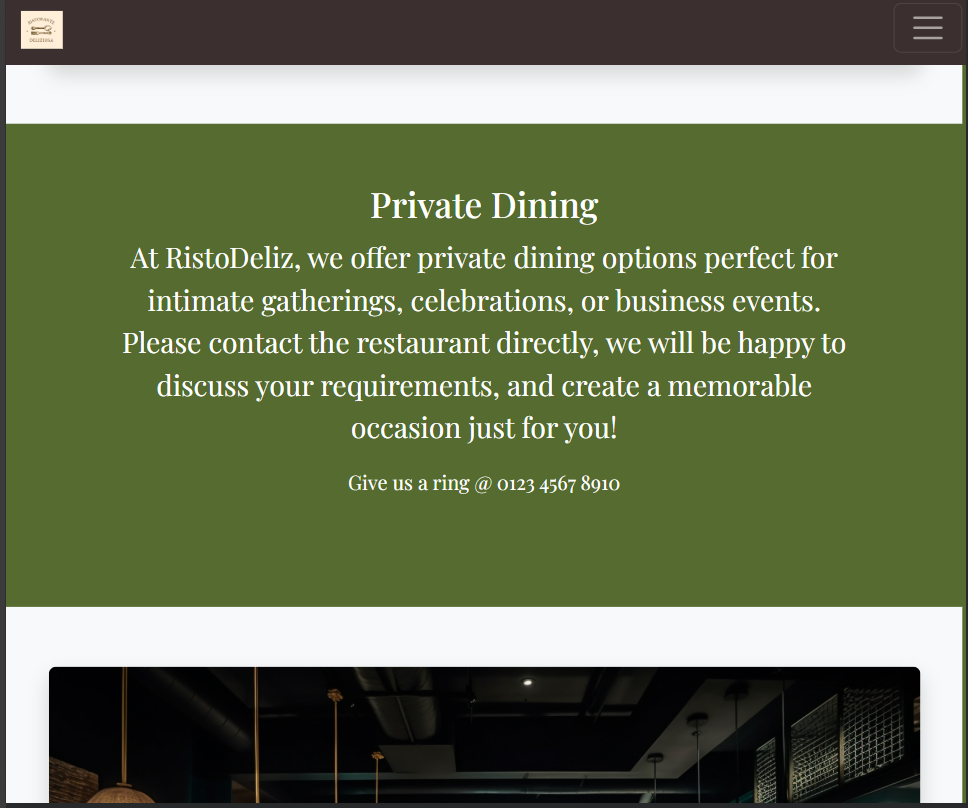 RISTORANTE
DELIZIOSA
Private Dining
At RistoDeliz, we offer private dining options perfect for
intimate gatherings, celebrations, or business events.
Please contact the restaurant directly, we will be happy to
discuss your requirements, and create a memorable
occasion just for you!
Give us a ring @ 0123 4567 8910